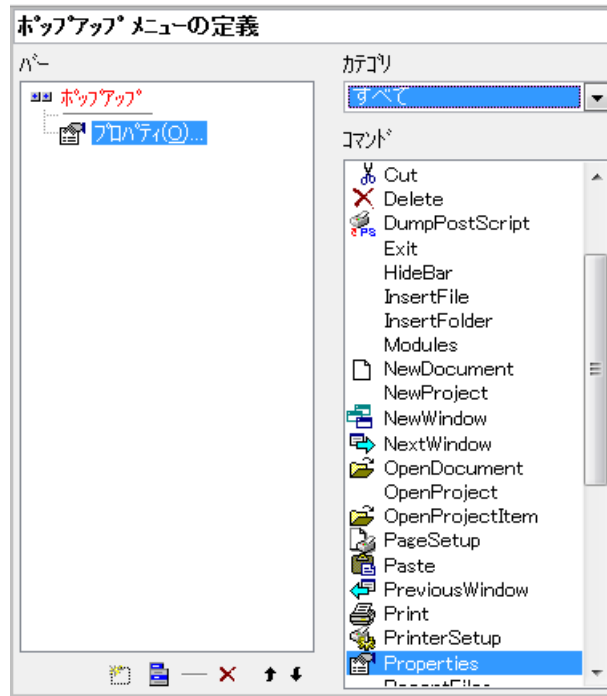 ﾎﾟｯﾌﾟｱｯﾌﾟ ﾒﾆｭｰの定義
ﾊﾞｰ
ﾎﾟｯﾌﾟｱｯﾌﾟ
ﾌﾟﾛﾊﾟﾃｨ(O)...
ｶﾃｺﾞﾘ
すべて
ｺﾏﾝﾄﾞ
Cut
Delete
DumpPostScript
Exit
HideBar
InsertFile
InsertFolder
Modules
NewDocument
NewProject
NewWindow
NextWindow
OpenDocument
OpenProject
OpenProjectItem
PageSetup
Paste
PreviousWindow
Print
PrinterSetup
Properties